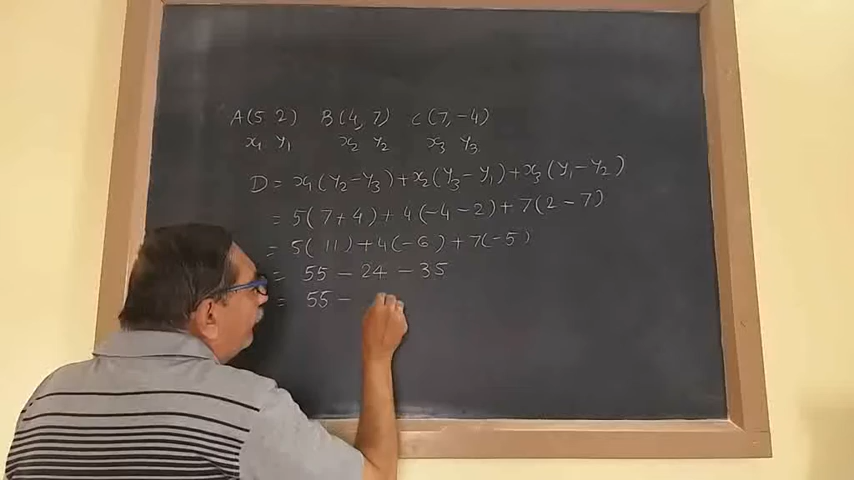 A(5 2) B(4, 7) C(7, -4)
x₁ y₁ x₂ y₂ x₃ y₃
D = x₁(y₂-y₃)+x₂(y₃-y₁)+x₃(y₁-y₂)
= 5(7+4)+4(-4-2)+7(2-7)
= 5(11)+4(-6)+7(-5)
= 55-24-35
= 55-